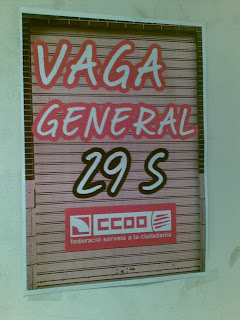 VAGA
GENERAL
29 S
CCOO
federació serveis a la ciutadania